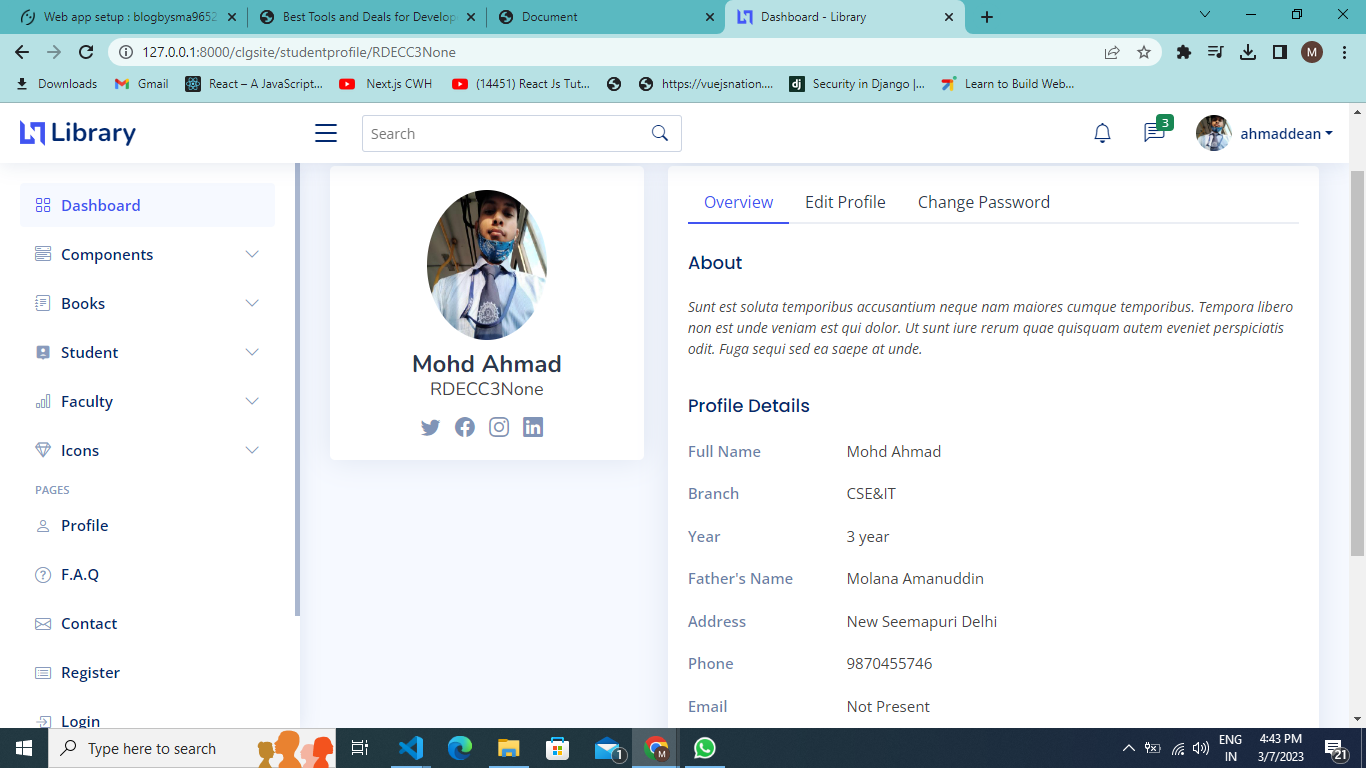 Web app setup : blogbysma9652
Best Tools and Deals for Develop
Document
Dashboard - Library
127.0.0.1:8000/clgsite/studentprofile/RDECC3None
M
Downloads
Gmail
React – A JavaScript...
Next.js CWH
(14451) React Js Tut...
https://vuejsnation....
dj
Security in Django |...
Learn to Build Web...
Library
Search
3
ahmaddean
Dashboard
Components
Books
Student
Faculty
Icons
PAGES
Profile
F.A.Q
Contact
Register
Login
Mohd Ahmad
RDECC3None
Overview
Edit Profile
Change Password
About
Sunt est soluta temporibus accusantium neque nam maiores cumque temporibus. Tempora libero
non est unde veniam est qui dolor. Ut sunt iure rerum quae quisquam autem eveniet perspiciatis
odit. Fuga sequi sed ea saepe at unde.
Profile Details
Full Name Mohd Ahmad
Branch CSE&IT
Year 3 year
Father's Name Molana Amanuddin
Address New Seemapuri Delhi
Phone 9870455746
Email Not Present
Type here to search
1
M
ENG
IN
4:43 PM
3/7/2023
21